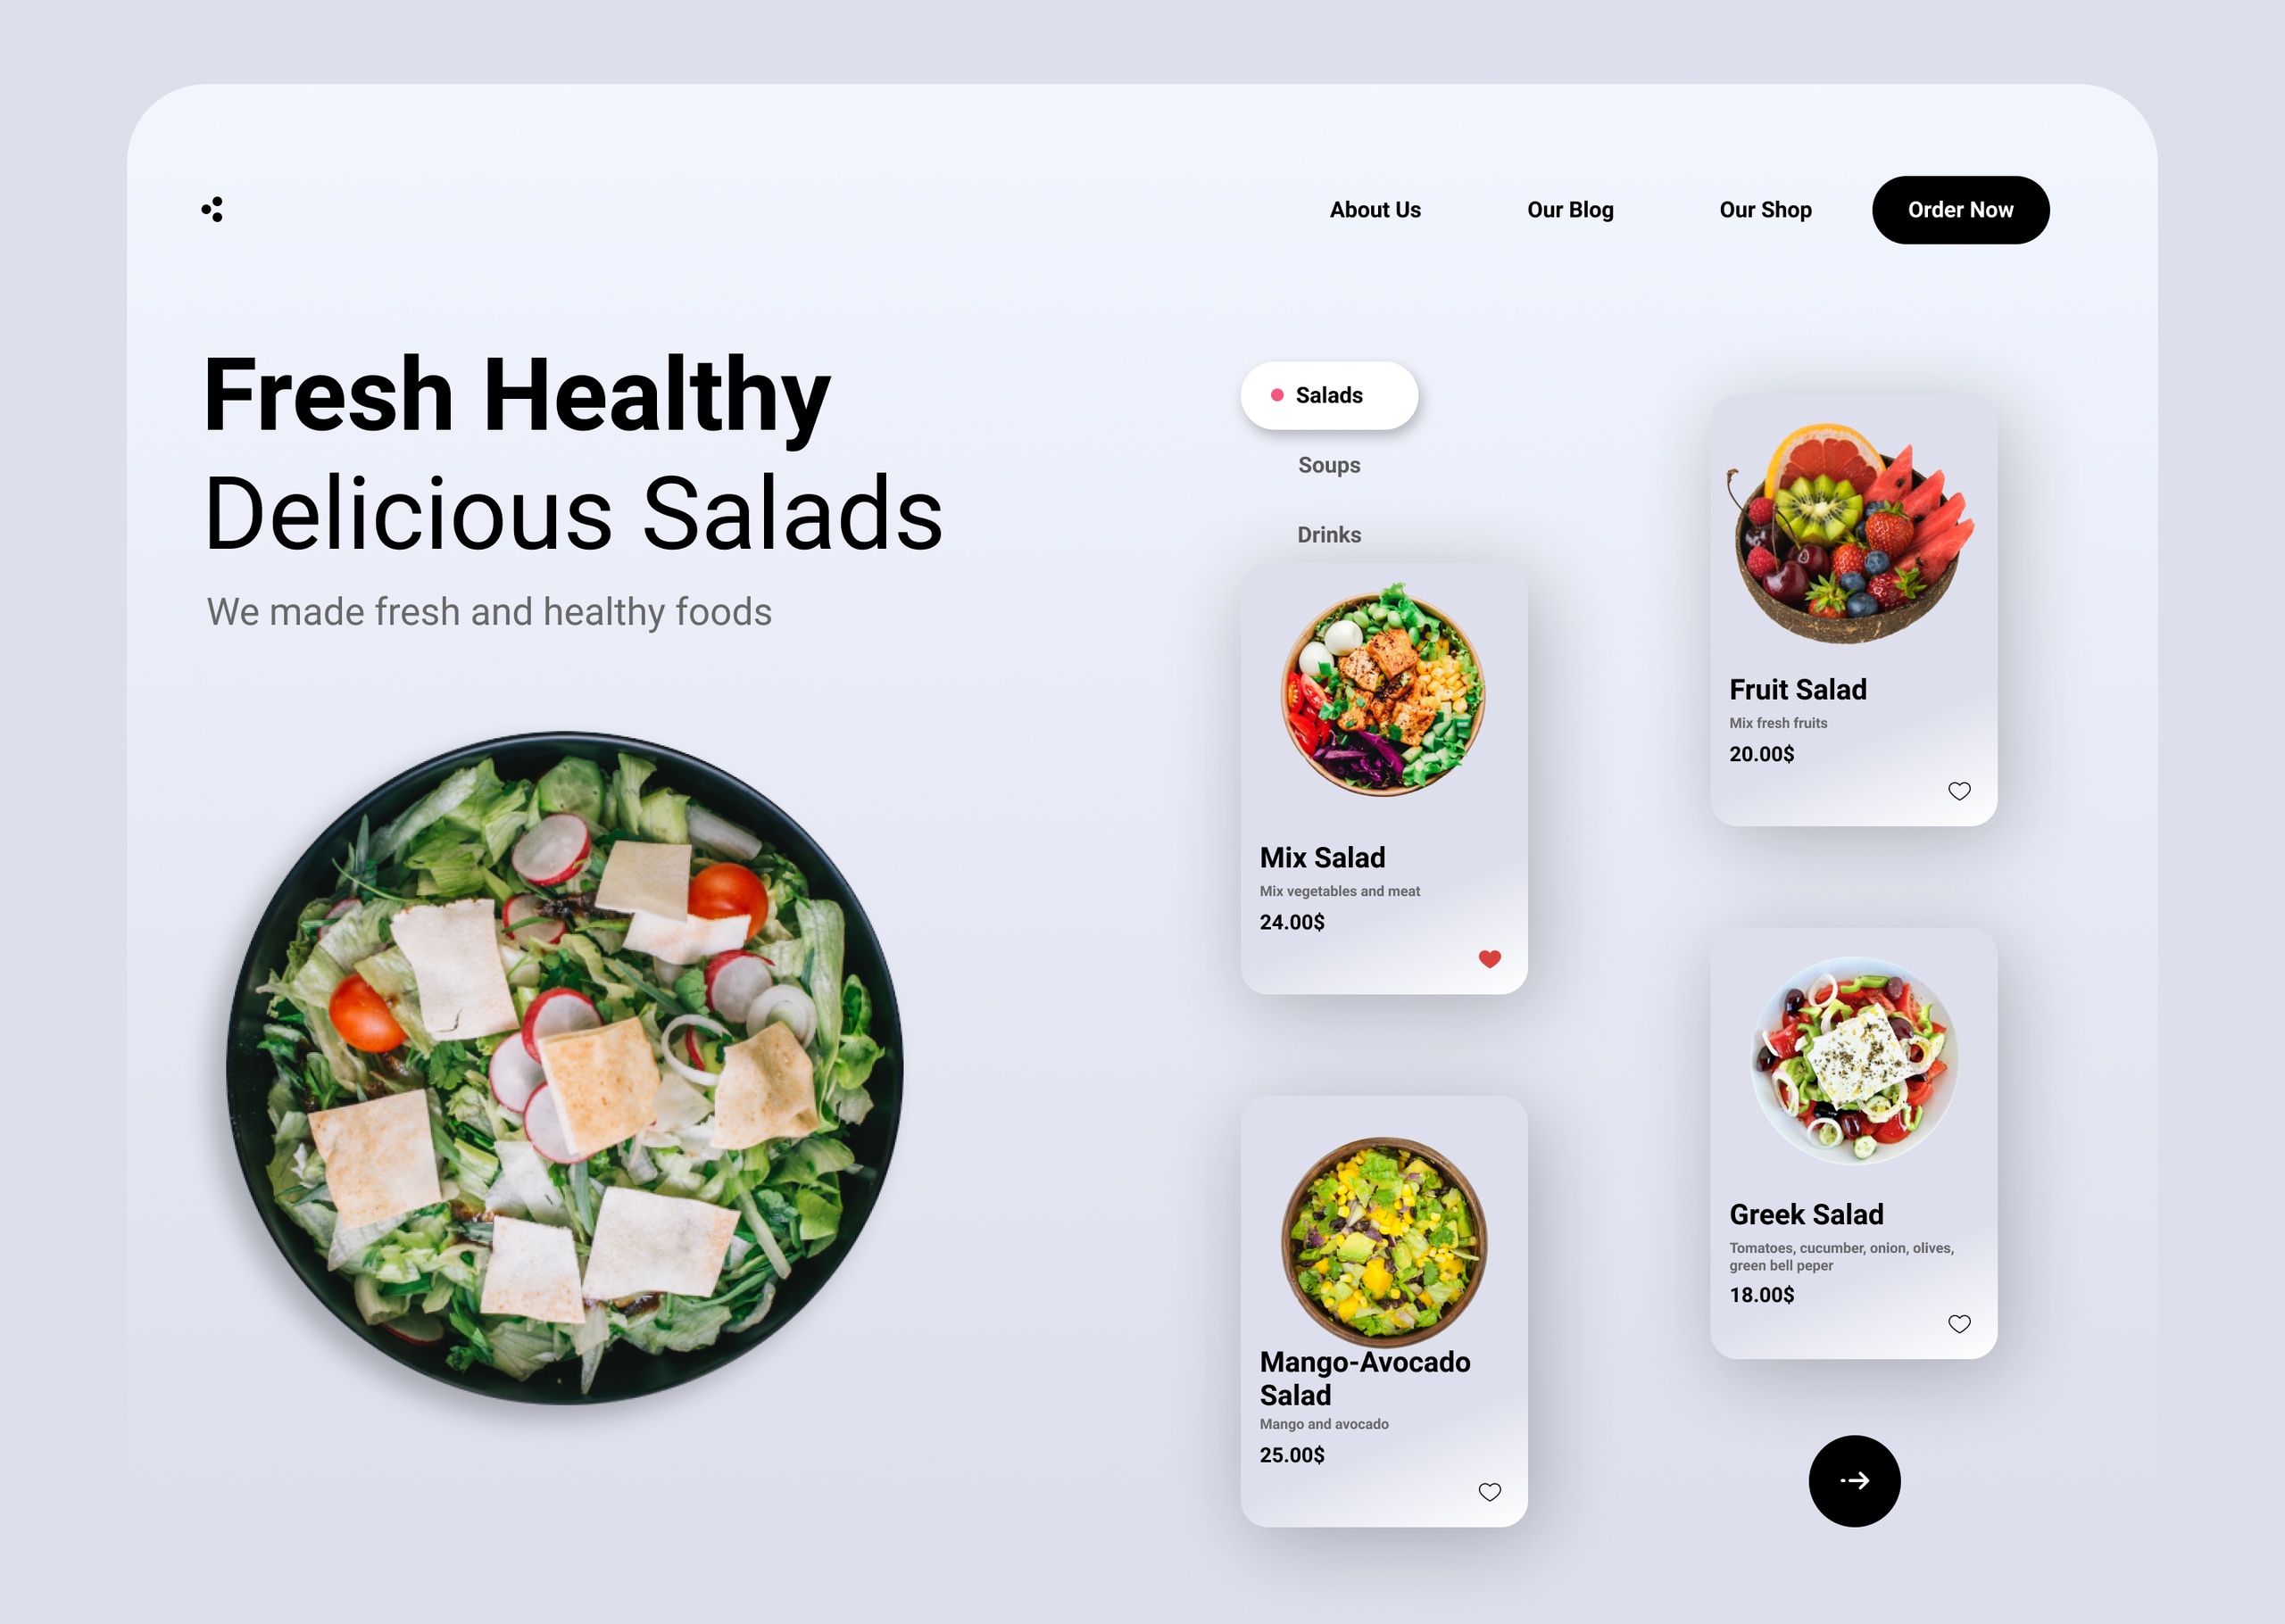 About Us
Our Blog
Our Shop
Order Now
Fresh Healthy
Delicious Salads
We made fresh and healthy foods
Salads
Soups
Drinks
Mix Salad
Mix vegetables and meat
24.00$
Mango-Avocado
Salad
Mango and avocado
25.00$
Fruit Salad
Mix fresh fruits
20.00$
Greek Salad
Tomatoes, cucumber, onion, olives,
green bell peper
18.00$